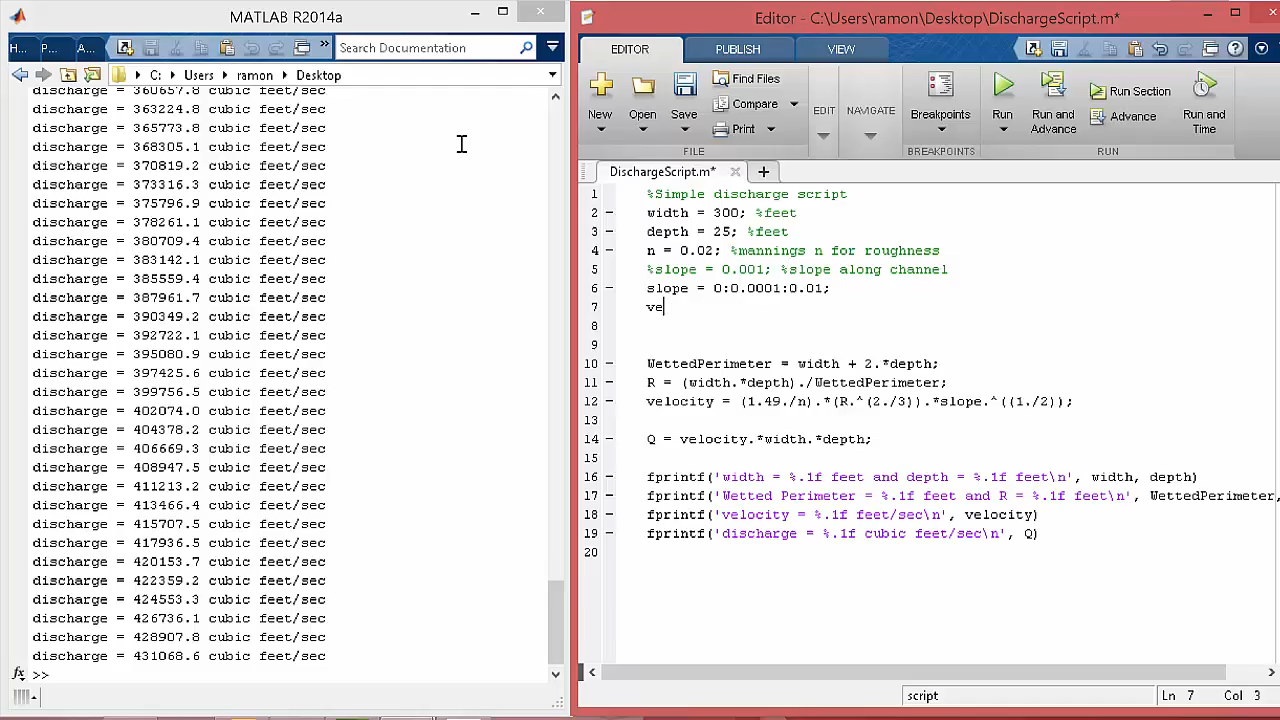 MATLAB R2014a
H... P... A... » Search Documentation
C: Users ramon Desktop
discharge = 360657.8 cubic feet/sec
discharge = 363224.8 cubic feet/sec
discharge = 365773.8 cubic feet/sec
discharge = 368305.1 cubic feet/sec
discharge = 370819.2 cubic feet/sec
discharge = 373316.3 cubic feet/sec
discharge = 375796.9 cubic feet/sec
discharge = 378261.1 cubic feet/sec
discharge = 380709.4 cubic feet/sec
discharge = 383142.1 cubic feet/sec
discharge = 385559.4 cubic feet/sec
discharge = 387961.7 cubic feet/sec
discharge = 390349.2 cubic feet/sec
discharge = 392722.1 cubic feet/sec
discharge = 395080.9 cubic feet/sec
discharge = 397425.6 cubic feet/sec
discharge = 399756.5 cubic feet/sec
discharge = 402074.0 cubic feet/sec
discharge = 404378.2 cubic feet/sec
discharge = 406669.3 cubic feet/sec
discharge = 408947.5 cubic feet/sec
discharge = 411213.2 cubic feet/sec
discharge = 413466.4 cubic feet/sec
discharge = 415707.5 cubic feet/sec
discharge = 417936.5 cubic feet/sec
discharge = 420153.7 cubic feet/sec
discharge = 422359.2 cubic feet/sec
discharge = 424553.3 cubic feet/sec
discharge = 426736.1 cubic feet/sec
discharge = 428907.8 cubic feet/sec
discharge = 431068.6 cubic feet/sec
fx >>
Editor - C:\Users\ramon\Desktop\DischargeScript.m*
EDITOR PUBLISH VIEW
New Open Save Find Files Compare Print EDIT NAVIGATE Breakpoints Run Run and Advance Run Section Advance Run and Time
FILE BREAKPOINTS RUN
DischargeScript.m*
1 %Simple discharge script
2 width = 300; %feet
3 depth = 25; %feet
4 n = 0.02; %mannings n for roughness
5 %slope = 0.001; %slope along channel
6 slope = 0:0.0001:0.01;
7 ve
8
9
10 WettedPerimeter = width + 2.*depth;
11 R = (width.*depth)./WettedPerimeter;
12 velocity = (1.49./n).*(R.^(2./3)).*slope.^((1./2));
13
14 Q = velocity.*width.*depth;
15
16 fprintf('width = %.1f feet and depth = %.1f feet\n', width, depth)
17 fprintf('Wetted Perimeter = %.1f feet and R = %.1f feet\n', WettedPerimeter,
18 fprintf('velocity = %.1f feet/sec\n', velocity)
19 fprintf('discharge = %.1f cubic feet/sec\n', Q)
20
script Ln 7 Col 3